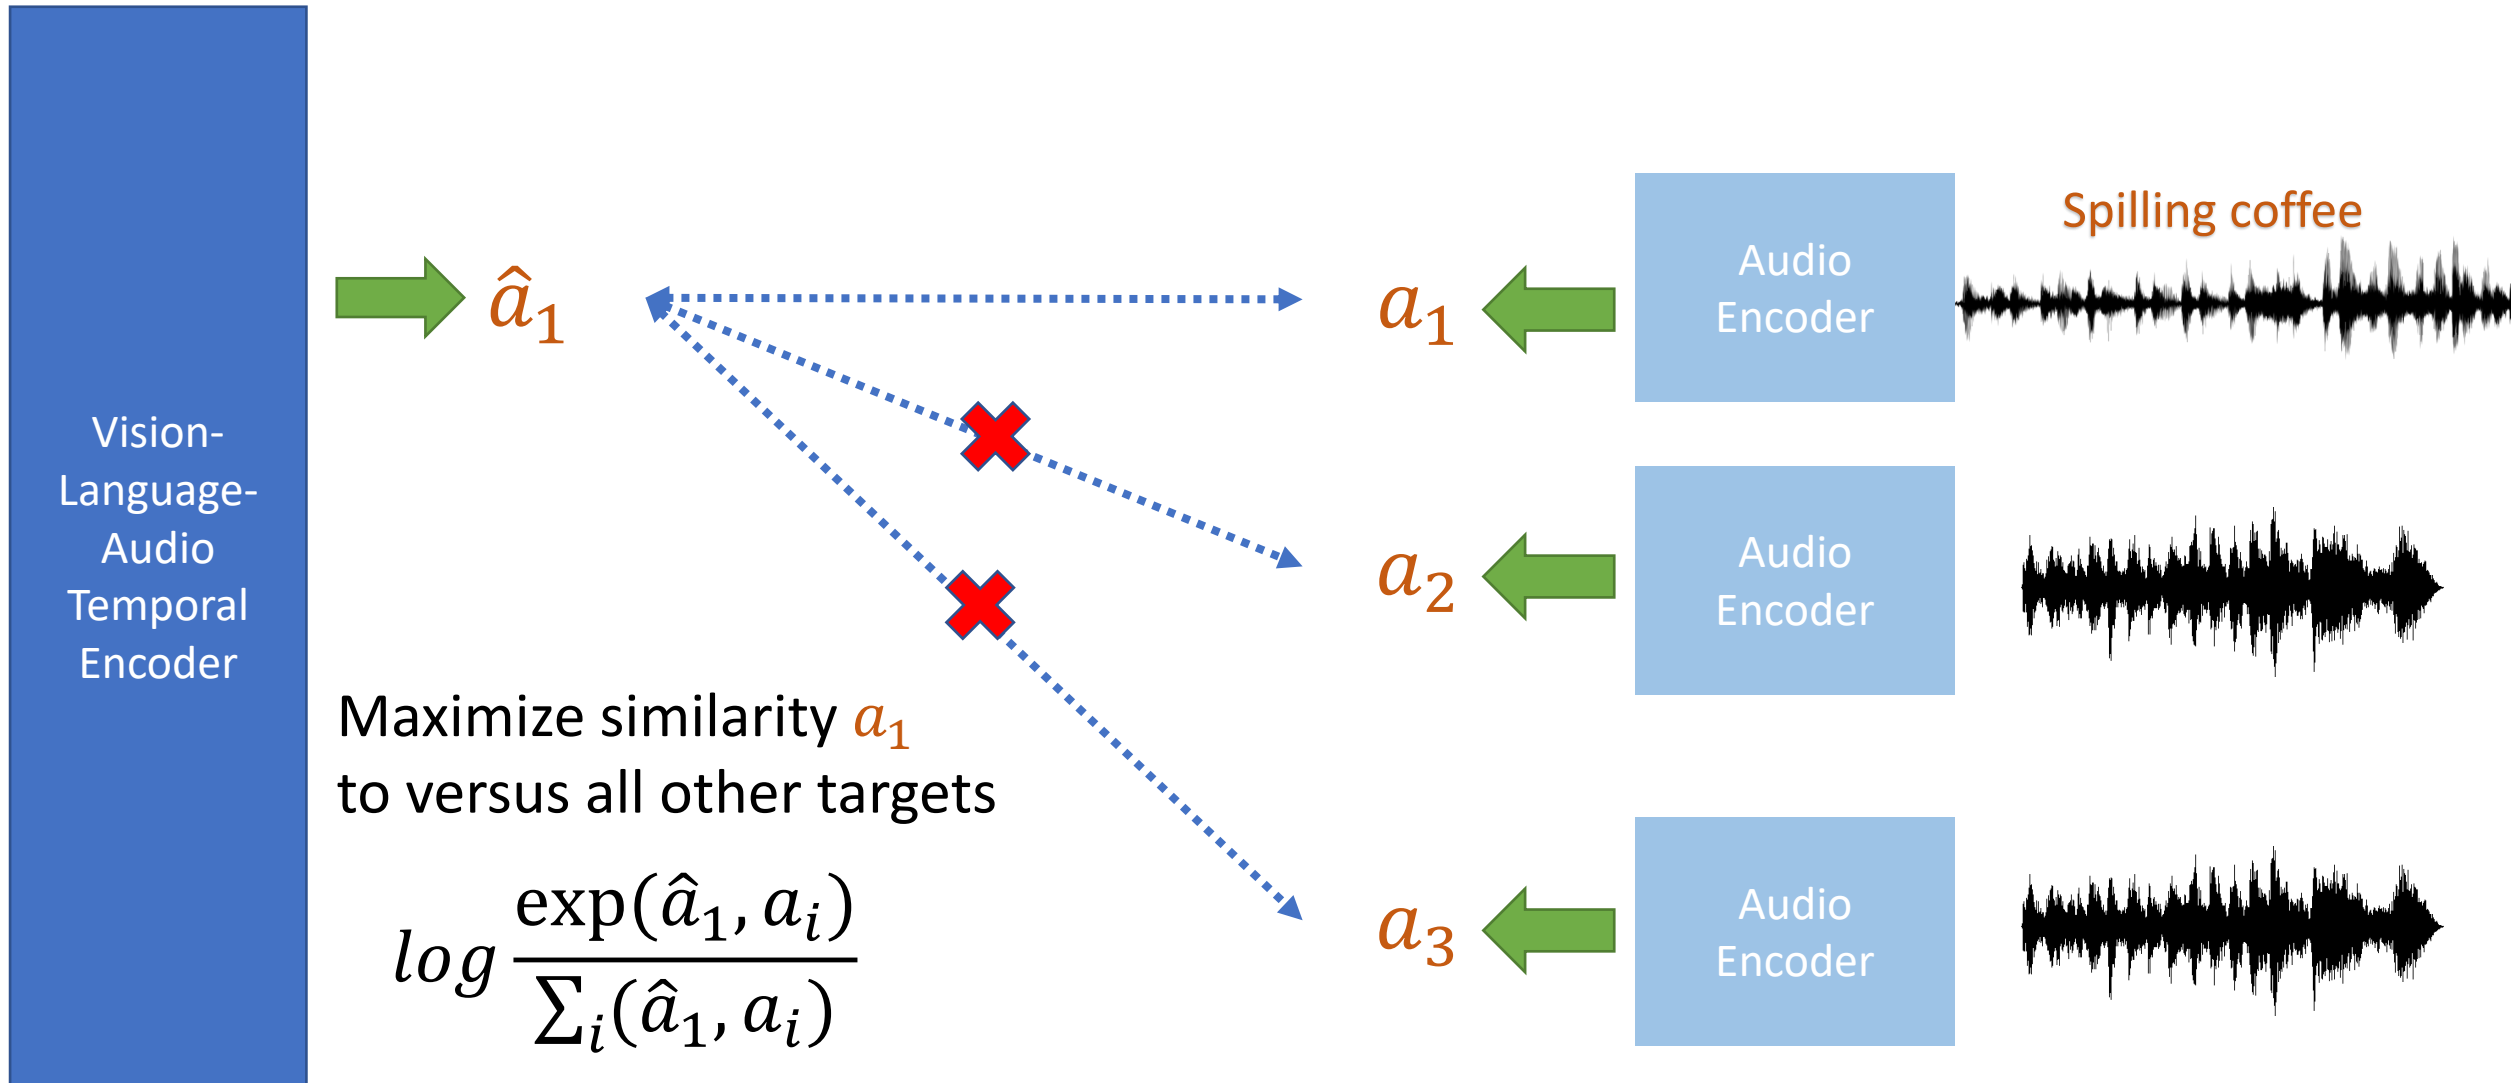 Vision-
Language-
Audio
Temporal
Encoder
â₁
a₁
Audio
Encoder
Spilling coffee
a₂
Audio
Encoder
a₃
Audio
Encoder
Maximize similarity a₁
to versus all other targets
log exp(â₁, aᵢ) / ∑ᵢ(â₁, aᵢ)